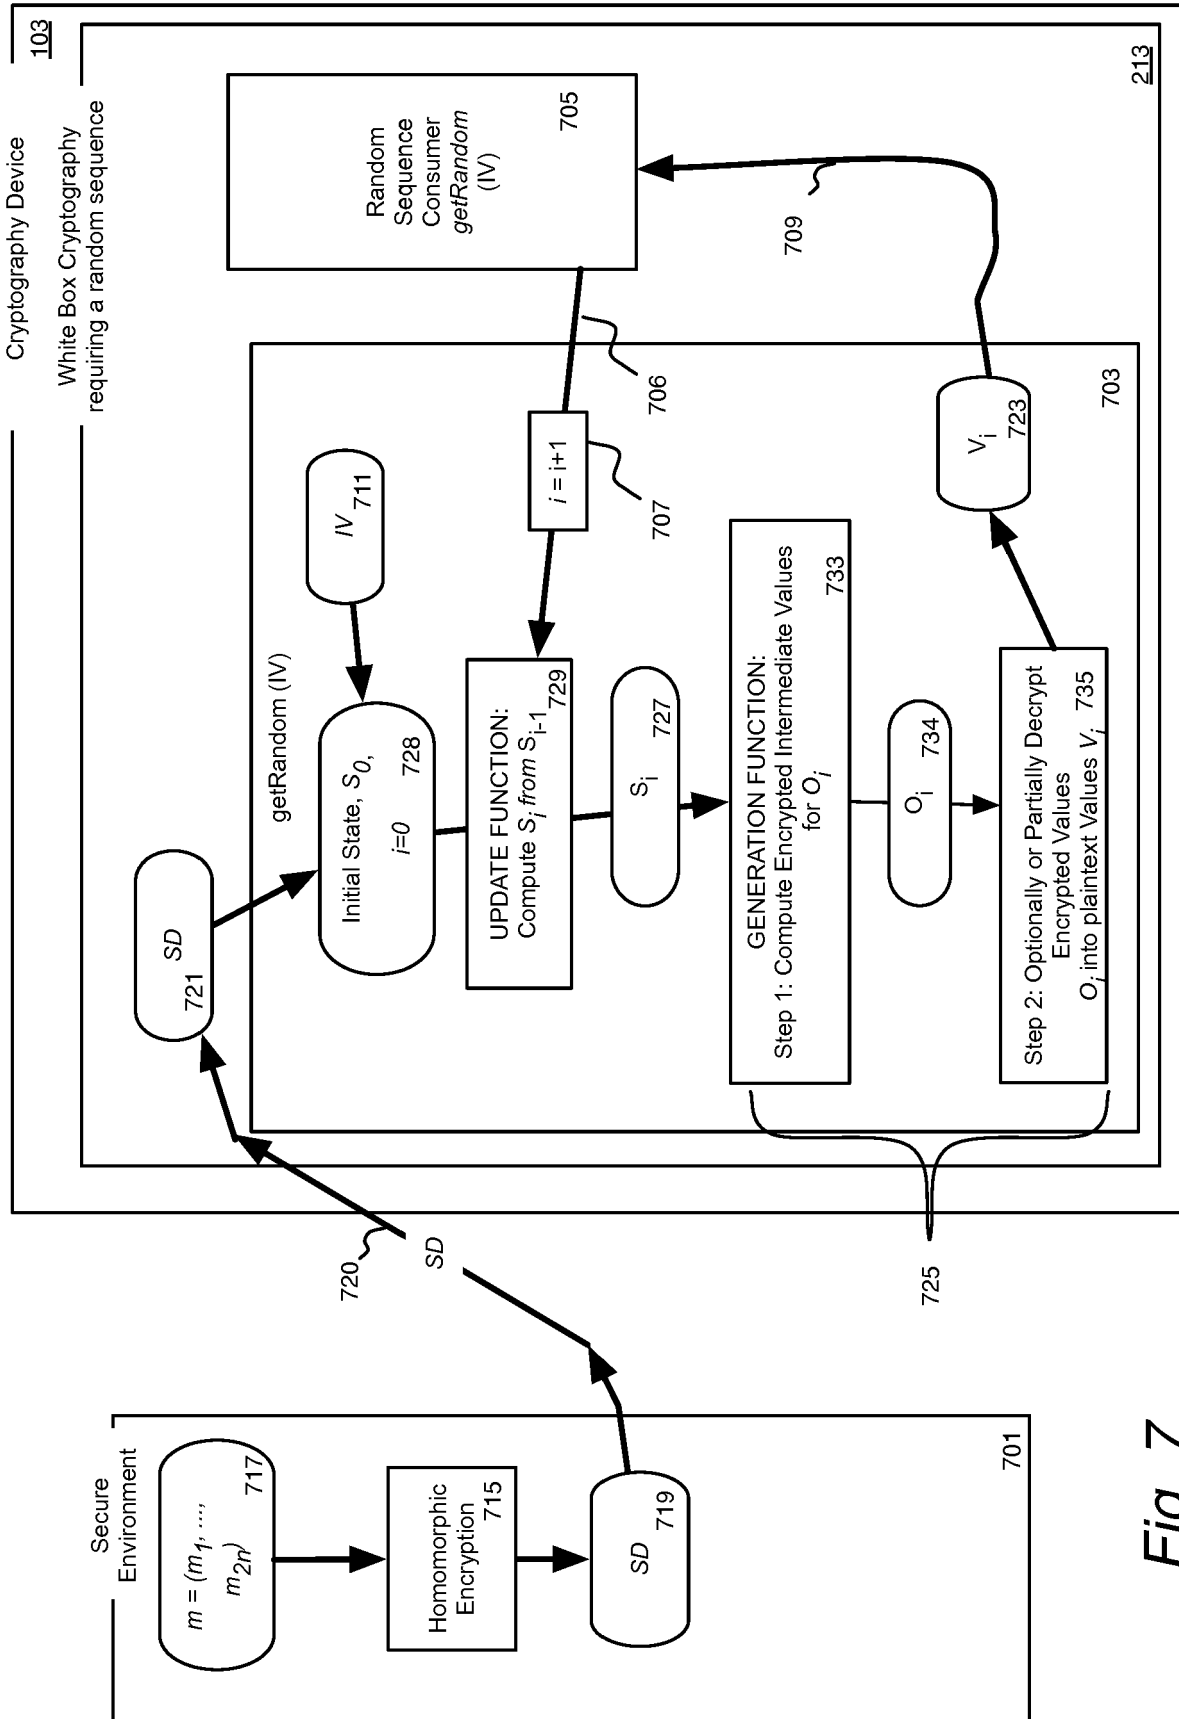 Cryptography Device
103
White Box Cryptography
requiring a random sequence
213
Secure
Environment
m = (m1, ...,
m2n)
717
Homomorphic
Encryption
715
SD
719
701
SD
720
SD
721
getRandom (IV)
IV
711
Initial State, S0,
i=0
728
UPDATE FUNCTION:
Compute Si from Si-1
729
i = i+1
707
706
Random
Sequence
Consumer
getRandom
(IV)
705
Si
727
GENERATION FUNCTION:
Step 1: Compute Encrypted Intermediate Values
for Oi
733
Oi
734
Step 2: Optionally or Partially Decrypt
Encrypted Values
Oi into plaintext Values Vi
735
Vi
723
703
709
725
Fig. 7